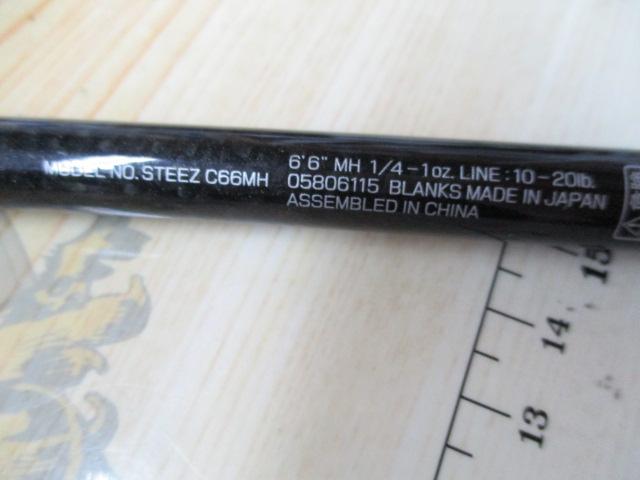 MODEL NO. STEEZ C66MH
6'6" MH 1/4-1oz. LINE:10-20lb.
05806115 BLANKS MADE IN JAPAN
ASSEMBLED IN CHINA
15
14
13